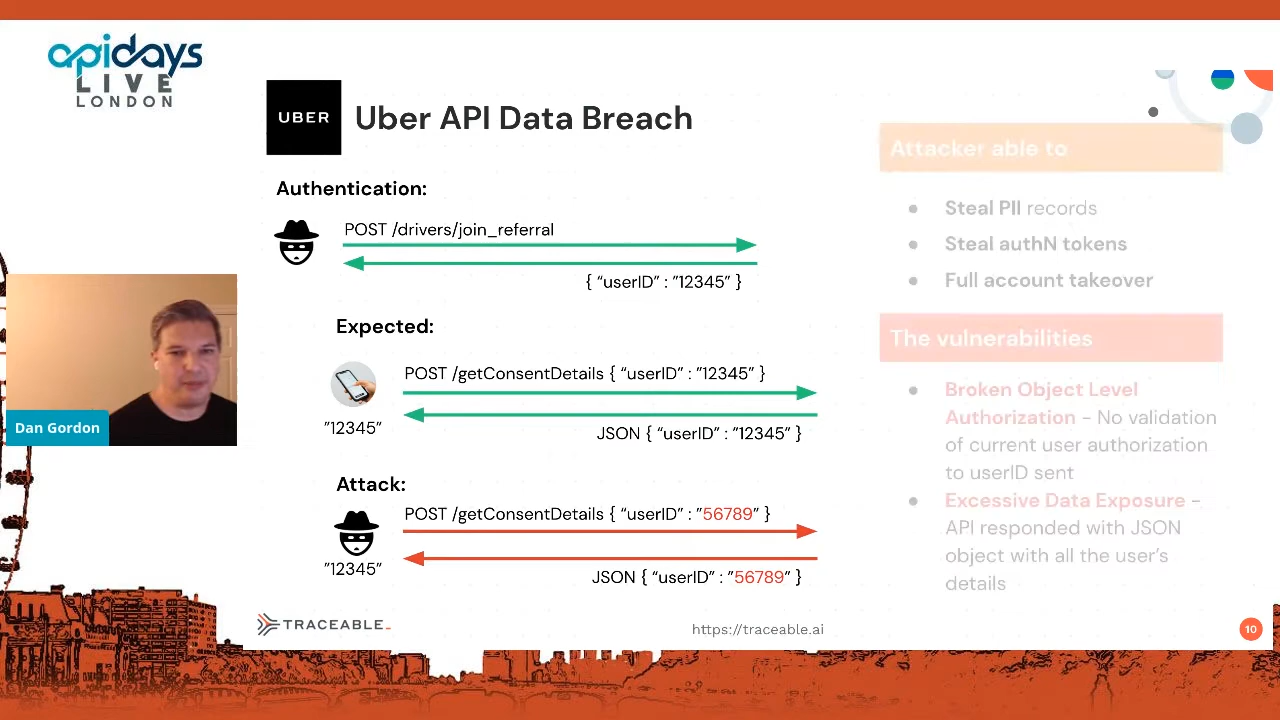 apidays
LIVE
LONDON
UBER
Uber API Data Breach
Authentication:
POST /drivers/join_referral
{ “userID” : ”12345” }
Expected:
POST /getConsentDetails { “userID” : ”12345” }
”12345”
JSON { “userID” : ”12345” }
Attack:
POST /getConsentDetails { “userID” : ”56789” }
”12345”
JSON { “userID” : ”56789” }
Attacker able to
● Steal PII records
● Steal authN tokens
● Full account takeover
The vulnerabilities
● Broken Object Level
Authorization - No validation
of current user authorization
to userID sent
● Excessive Data Exposure -
API responded with JSON
object with all the user’s
details
Dan Gordon
TRACEABLE_
https://traceable.ai
10